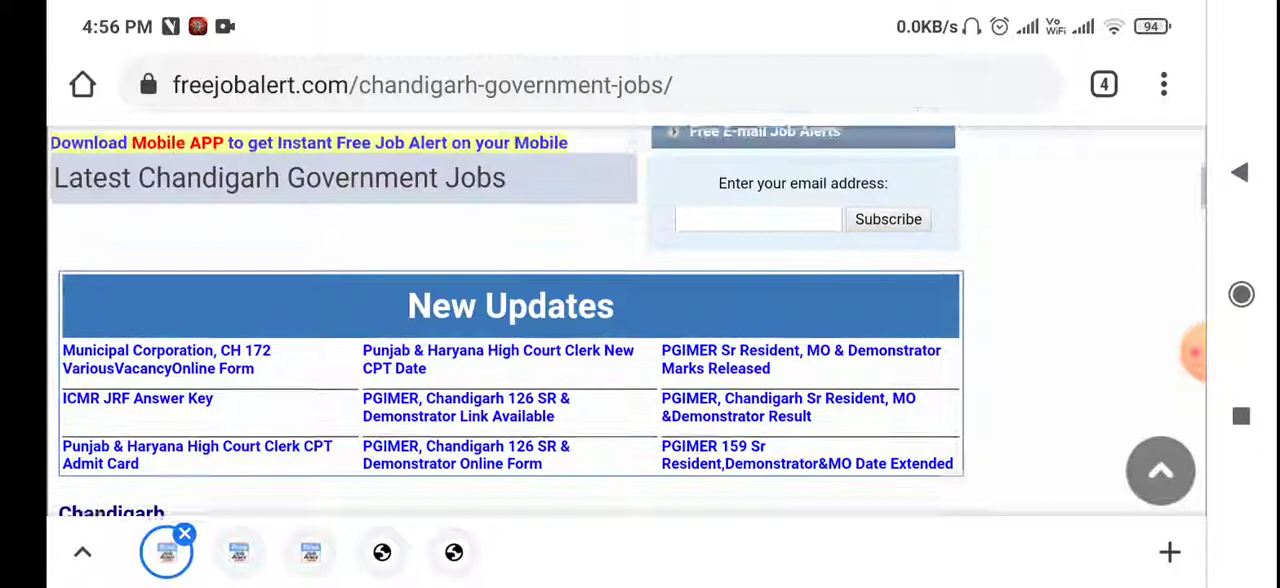 4:56 PM
0.0KB/s Vo WiFi 94
freejobalert.com/chandigarh-government-jobs/
4
Download Mobile APP to get Instant Free Job Alert on your Mobile
Free E-mail Job Alerts
Latest Chandigarh Government Jobs
Enter your email address:
Subscribe
New Updates
Municipal Corporation, CH 172
VariousVacancyOnline Form
Punjab & Haryana High Court Clerk New
CPT Date
PGIMER Sr Resident, MO & Demonstrator
Marks Released
ICMR JRF Answer Key
PGIMER, Chandigarh 126 SR &
Demonstrator Link Available
PGIMER, Chandigarh Sr Resident, MO
&Demonstrator Result
Punjab & Haryana High Court Clerk CPT
Admit Card
PGIMER, Chandigarh 126 SR &
Demonstrator Online Form
PGIMER 159 Sr
Resident,Demonstrator&MO Date Extended
Chandigarh